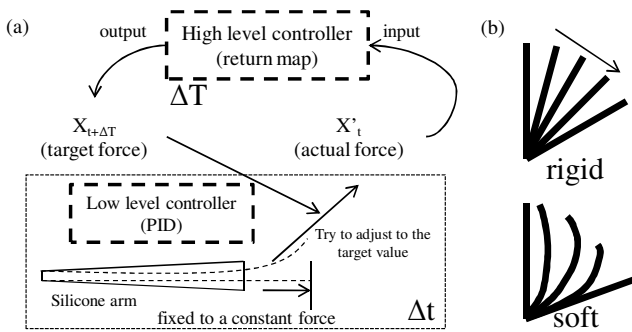 (a)
output
High level controller
(return map)
input
ΔT
X_{t+ΔT}
(target force)
X'_t
(actual force)
Low level controller
(PID)
Try to adjust to the
target value
Silicone arm
fixed to a constant force
Δt
(b)
rigid
soft